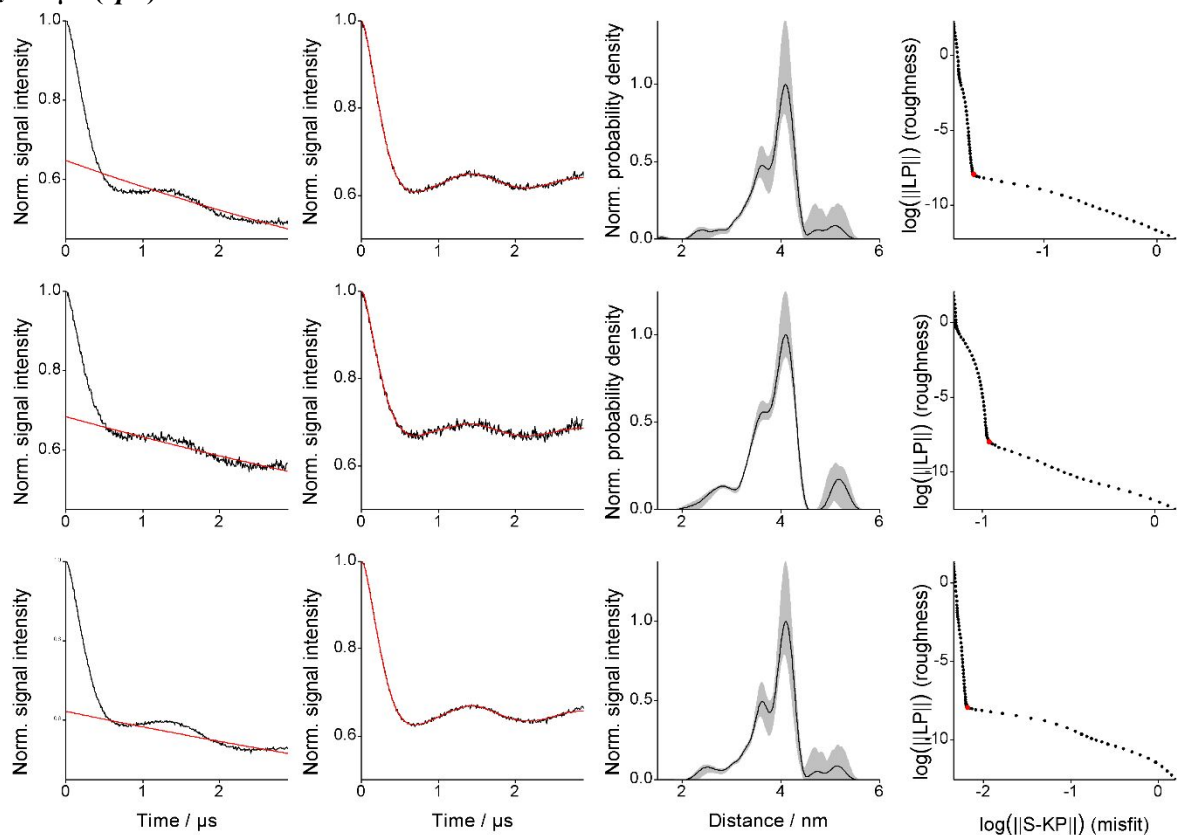 Norm. signal intensity
1.0
0.8
0.6
0 1 2
Norm. signal intensity
1.0
0.8
0.6
0 1 2
Norm. probability density
1.0
0.5
0.0
2 4 6
log(||LP||) (roughness)
0
-5
-10
-1 0
Norm. signal intensity
1.0
0.8
0.6
0 1 2
Norm. signal intensity
1.0
0.8
0.6
0 1 2
Norm. probability density
1.0
0.5
0.0
2 4 6
log(||LP||) (roughness)
0
-5
-10
-1 0
Norm. signal intensity
0 1 2
Time / µs
Norm. signal intensity
1.0
0.8
0.6
0 1 2
Time / µs
Norm. probability density
1.0
0.5
0.0
2 4 6
Distance / nm
log(||LP||) (roughness)
0
-5
-10
-2 -1 0
log(||S-KP||) (misfit)